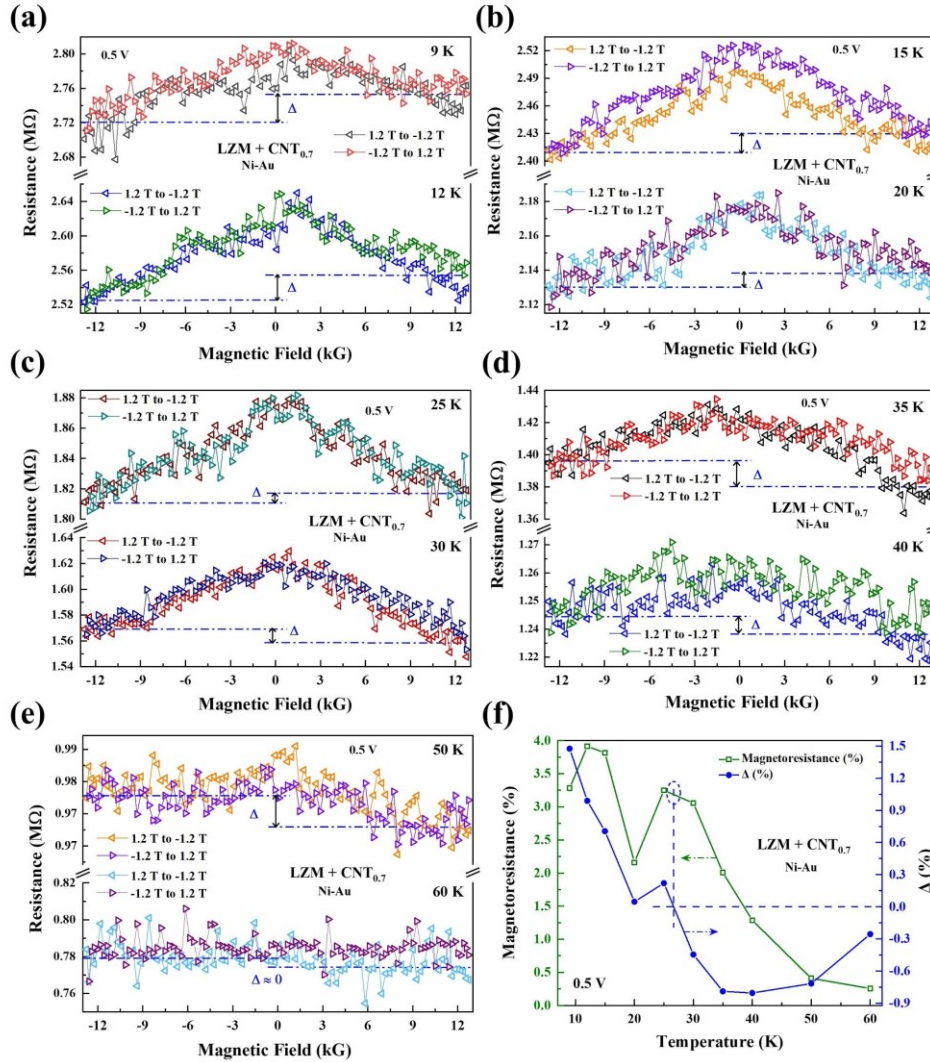 (a)
0.5 V
9 K
2.80
2.76
2.72
2.68
Δ
1.2 T to -1.2 T
-1.2 T to 1.2 T
LZM + CNT0.7
Ni-Au
12 K
1.2 T to -1.2 T
-1.2 T to 1.2 T
2.64
2.60
2.56
2.52
Δ
Resistance (MΩ)
-12 -9 -6 -3 0 3 6 9 12
Magnetic Field (kG)
(b)
1.2 T to -1.2 T
-1.2 T to 1.2 T
0.5 V
15 K
2.52
2.49
2.46
2.43
2.40
Δ
LZM + CNT0.7
Ni-Au
20 K
1.2 T to -1.2 T
-1.2 T to 1.2 T
2.18
2.16
2.14
2.13
2.12
Δ
Resistance (MΩ)
-12 -9 -6 -3 0 3 6 9 12
Magnetic Field (kG)
(c)
1.2 T to -1.2 T
-1.2 T to 1.2 T
25 K
0.5 V
1.88
1.86
1.84
1.82
1.80
Δ
LZM + CNT0.7
Ni-Au
30 K
1.2 T to -1.2 T
-1.2 T to 1.2 T
1.64
1.62
1.60
1.58
1.56
1.54
Δ
Resistance (MΩ)
-12 -9 -6 -3 0 3 6 9 12
Magnetic Field (kG)
(d)
0.5 V
35 K
1.44
1.42
1.40
1.38
1.36
Δ
1.2 T to -1.2 T
-1.2 T to 1.2 T
LZM + CNT0.7
Ni-Au
40 K
1.27
1.26
1.25
1.24
1.23
1.22
Δ
1.2 T to -1.2 T
-1.2 T to 1.2 T
Resistance (MΩ)
-12 -9 -6 -3 0 3 6 9 12
Magnetic Field (kG)
(e)
0.5 V
50 K
0.99
0.98
0.97
0.97
Δ
1.2 T to -1.2 T
-1.2 T to 1.2 T
1.2 T to -1.2 T
-1.2 T to 1.2 T
LZM + CNT0.7
Ni-Au
60 K
0.80
0.79
0.78
0.76
Δ ≈ 0
Resistance (MΩ)
-12 -9 -6 -3 0 3 6 9 12
Magnetic Field (kG)
(f)
Magnetoresistance (%)
Δ (%)
4.0
3.5
3.0
2.5
2.0
1.5
1.0
0.5
0.0
1.5
1.2
0.9
0.6
0.3
0.0
-0.3
-0.6
-0.9
LZM + CNT0.7
Ni-Au
0.5 V
Magnetoresistance (%)
Δ (%)
10 20 30 40 50 60
Temperature (K)